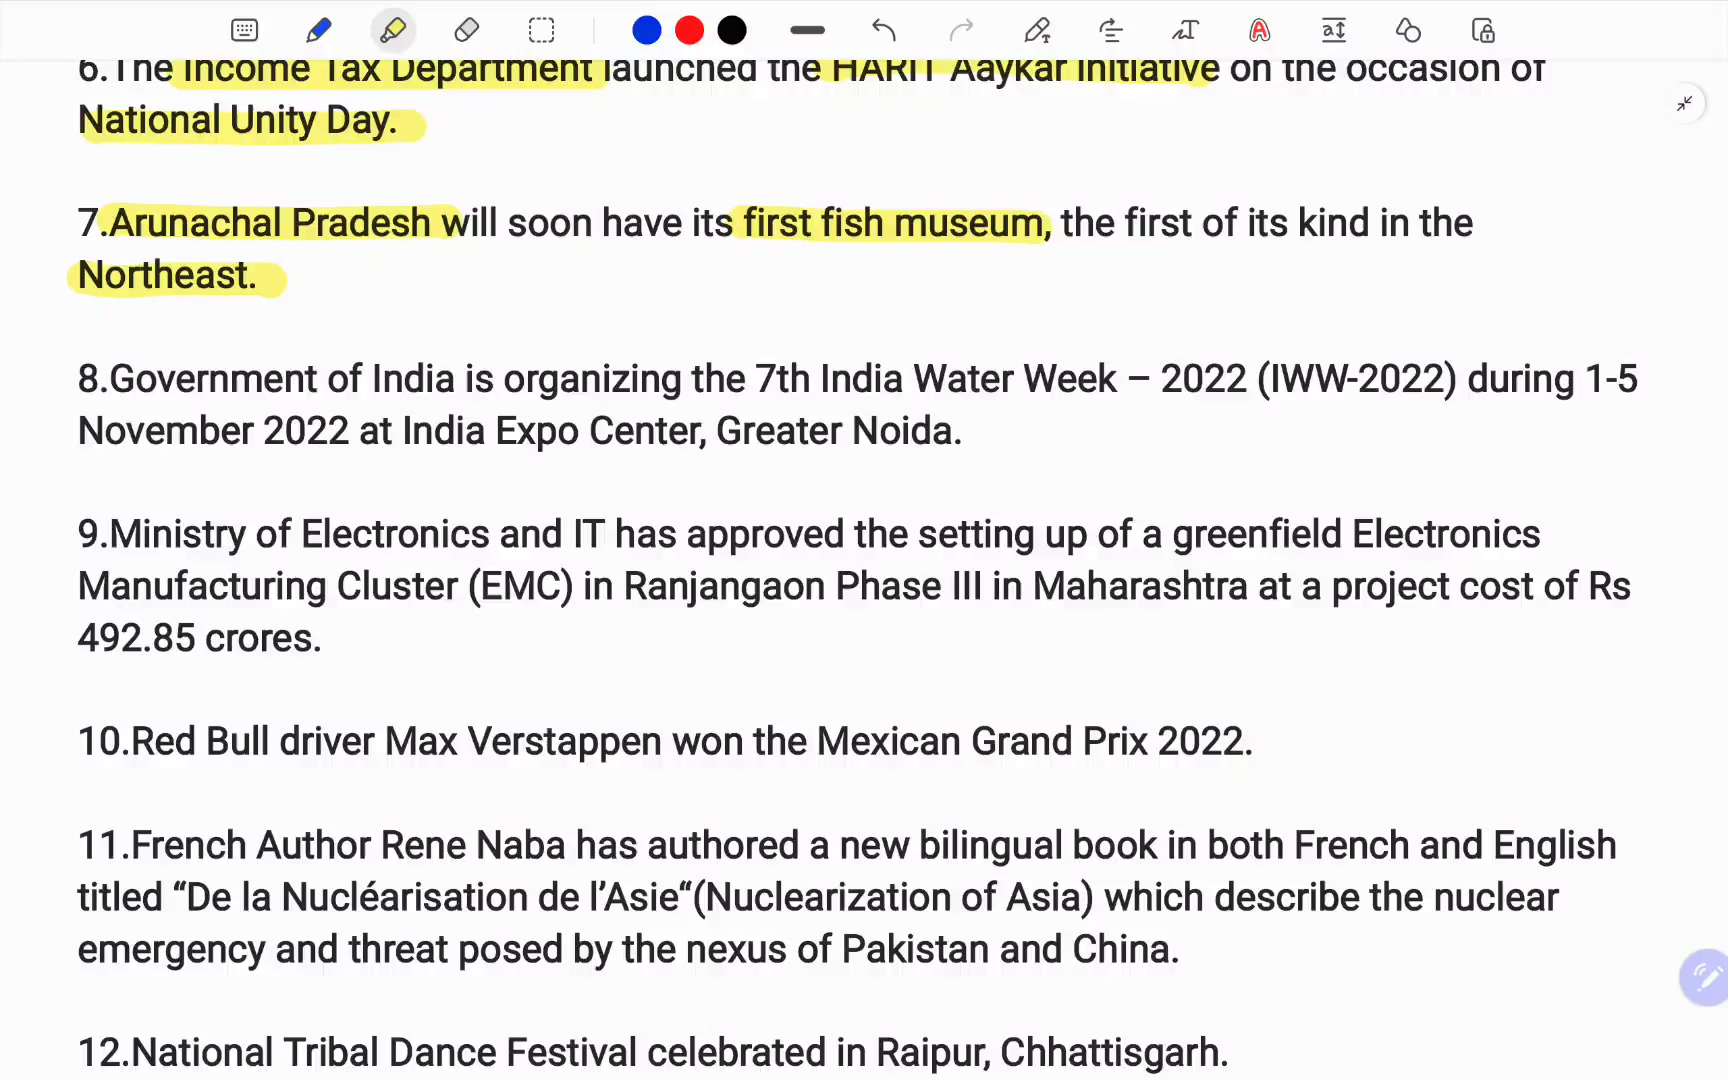 6.The Income Tax Department launched the HARIT Aaykar Initiative on the occasion of
National Unity Day.
7.Arunachal Pradesh will soon have its first fish museum, the first of its kind in the
Northeast.
8.Government of India is organizing the 7th India Water Week – 2022 (IWW-2022) during 1-5
November 2022 at India Expo Center, Greater Noida.
9.Ministry of Electronics and IT has approved the setting up of a greenfield Electronics
Manufacturing Cluster (EMC) in Ranjangaon Phase III in Maharashtra at a project cost of Rs
492.85 crores.
10.Red Bull driver Max Verstappen won the Mexican Grand Prix 2022.
11.French Author Rene Naba has authored a new bilingual book in both French and English
titled “De la Nucléarisation de l’Asie“(Nuclearization of Asia) which describe the nuclear
emergency and threat posed by the nexus of Pakistan and China.
12.National Tribal Dance Festival celebrated in Raipur, Chhattisgarh.